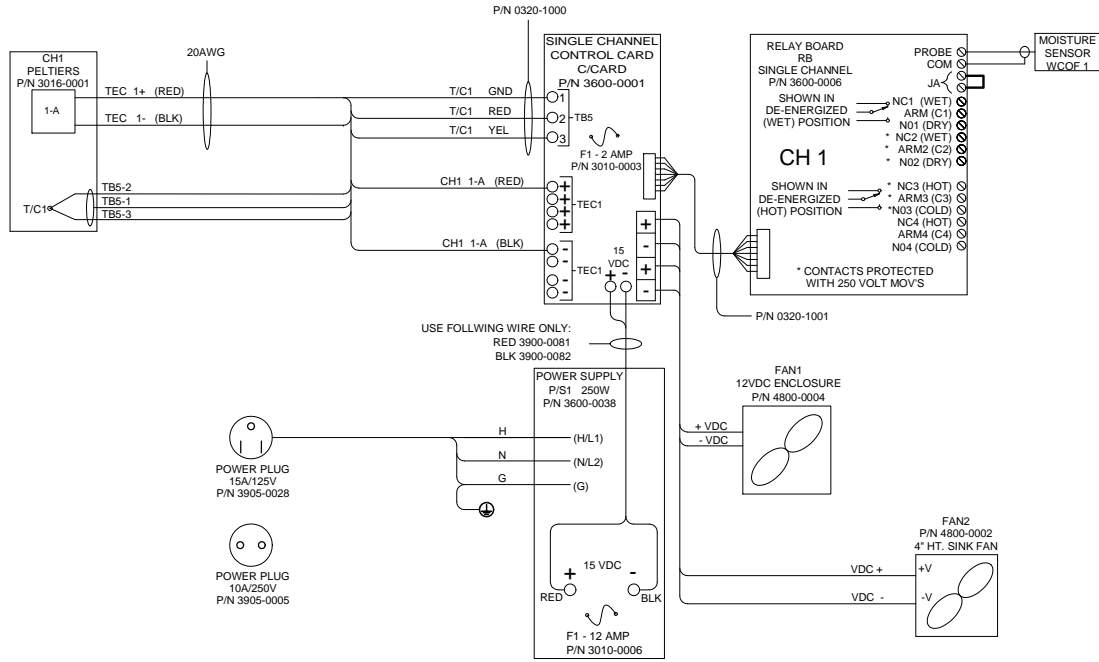 P/N 0320-1000
CH1
PELTIERS
P/N 3016-0001
1-A
20AWG
TEC 1+ (RED)
TEC 1- (BLK)
T/C1
TB5-2
TB5-1
TB5-3
T/C1 GND
T/C1 RED
T/C1 YEL
CH1 1-A (RED)
CH1 1-A (BLK)
SINGLE CHANNEL
CONTROL CARD
C/CARD
P/N 3600-0001
1
2
3
TB5
F1 - 2 AMP
P/N 3010-0003
+
+
+
+
TEC1
-
-
-
-
TEC1
15
VDC
+ -
+
-
+
-
RELAY BOARD
RB
SINGLE CHANNEL
P/N 3600-0006
SHOWN IN
DE-ENERGIZED
(WET) POSITION
CH 1
SHOWN IN
DE-ENERGIZED
(HOT) POSITION
PROBE
COM
JA
NC1 (WET)
ARM (C1)
N01 (DRY)
* NC2 (WET)
* ARM2 (C2)
* N02 (DRY)
* NC3 (HOT)
* ARM3 (C3)
*N03 (COLD)
NC4 (HOT)
ARM4 (C4)
N04 (COLD)
* CONTACTS PROTECTED
WITH 250 VOLT MOV'S
MOISTURE
SENSOR
WCOF 1
P/N 0320-1001
USE FOLLWING WIRE ONLY:
RED 3900-0081
BLK 3900-0082
POWER SUPPLY
P/S1 250W
P/N 3600-0038
H
N
G
(H/L1)
(N/L2)
(G)
15 VDC
+ -
RED
BLK
F1 - 12 AMP
P/N 3010-0006
POWER PLUG
15A/125V
P/N 3905-0028
POWER PLUG
10A/250V
P/N 3905-0005
FAN1
12VDC ENCLOSURE
P/N 4800-0004
+ VDC
- VDC
FAN2
P/N 4800-0002
4" HT. SINK FAN
VDC +
VDC -
+V
-V